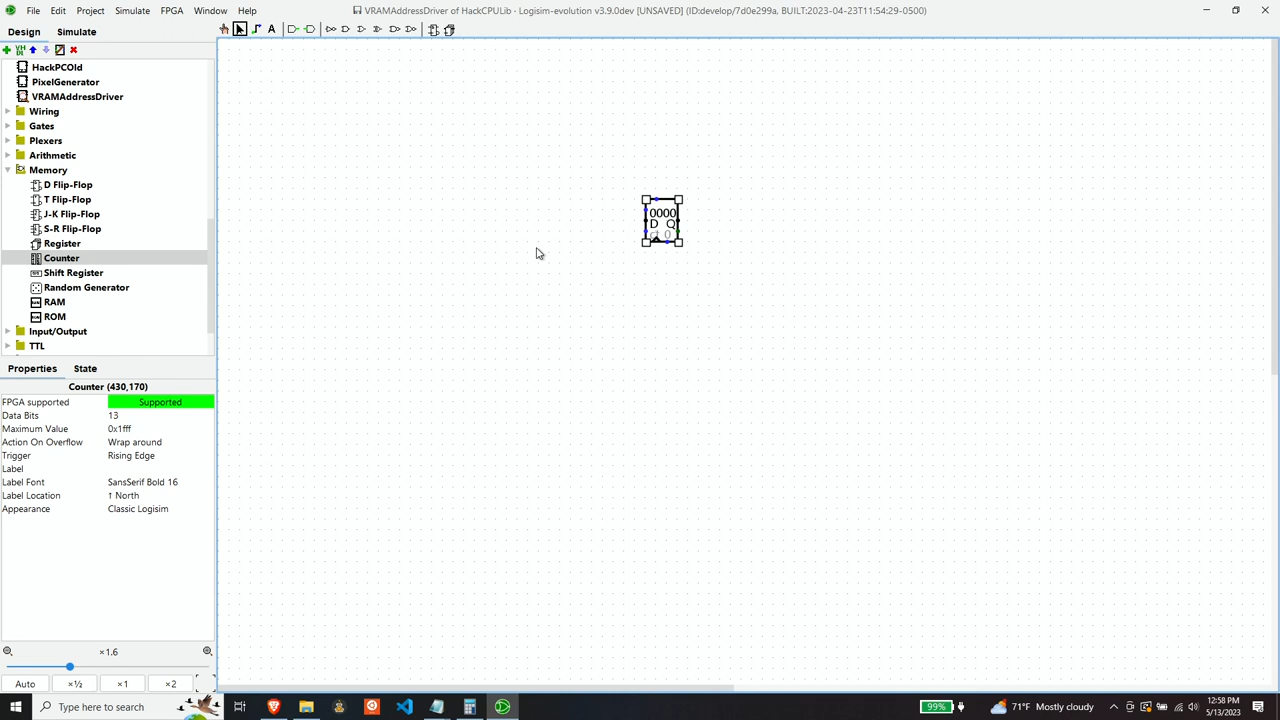 File Edit Project Simulate FPGA Window Help
VRAMAddressDriver of HackCPULib - Logisim-evolution v3.9.0dev [UNSAVED] (ID:develop/7d0e299a, BUILT:2023-04-23T11:54:29-0500)
Design Simulate
A
HackPCOld
PixelGenerator
VRAMAddressDriver
Wiring
Gates
Plexers
Arithmetic
Memory
D Flip-Flop
T Flip-Flop
J-K Flip-Flop
S-R Flip-Flop
Register
Counter
Shift Register
Random Generator
RAM
ROM
Input/Output
TTL
0000
D Q
ct 0
Properties State
Counter (430,170)
FPGA supported Supported
Data Bits 13
Maximum Value 0x1fff
Action On Overflow Wrap around
Trigger Rising Edge
Label
Label Font SansSerif Bold 16
Label Location ↑ North
Appearance Classic Logisim
×1.6
Auto ×½ ×1 ×2
Type here to search
99%
71°F Mostly cloudy
12:58 PM
5/13/2023